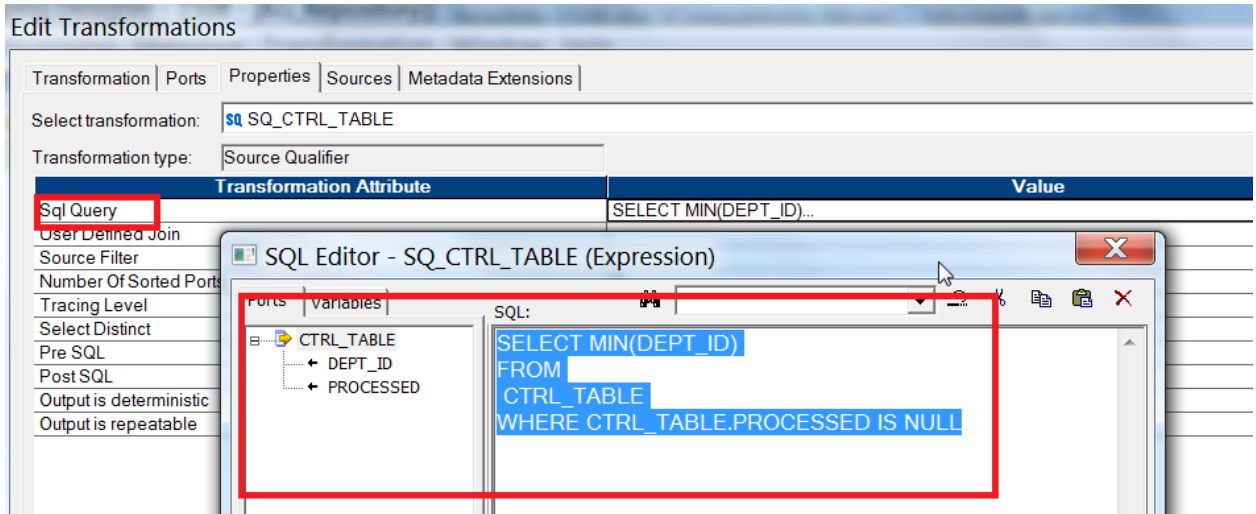 Edit Transformations
Transformation Ports Properties Sources Metadata Extensions
Select transformation: SQ SQ_CTRL_TABLE
Transformation type: Source Qualifier
Transformation Attribute Value
Sql Query SELECT MIN(DEPT_ID)...
User Defined Join
Source Filter
Number Of Sorted Ports
Tracing Level
Select Distinct
Pre SQL
Post SQL
Output is deterministic
Output is repeatable
SQL Editor - SQ_CTRL_TABLE (Expression)
Ports Variables
CTRL_TABLE
DEPT_ID
PROCESSED
SQL:
SELECT MIN(DEPT_ID)
FROM
CTRL_TABLE
WHERE CTRL_TABLE.PROCESSED IS NULL